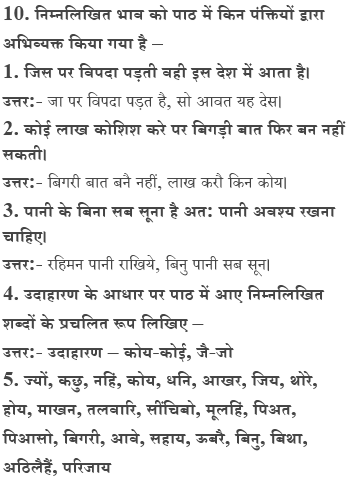 10. निम्नलिखित भाव को पाठ में किन पंक्तियों द्वारा
अभिव्यक्त किया गया है –
1. जिस पर विपदा पड़ती वही इस देश में आता है।
उत्तर:- जा पर विपदा पड़त है, सो आवत यह देस।
2. कोई लाख कोशिश करे पर बिगड़ी बात फिर बन नहीं
सकती।
उत्तर:- बिगरी बात बनै नहीं, लाख करौ किन कोय।
3. पानी के बिना सब सूना है अत: पानी अवश्य रखना
चाहिए।
उत्तर:- रहिमन पानी राखिये, बिनु पानी सब सून।
4. उदाहारण के आधार पर पाठ में आए निम्नलिखित
शब्दों के प्रचलित रूप लिखिए –
उत्तर:- उदाहारण – कोय-कोई, जै-जो
5. ज्यों, कछु, नहिं, कोय, धनि, आखर, जिय, थोरे,
होय, माखन, तलवारि, सींचिबो, मूलहिं, पिअत,
पिआसो, बिगरी, आवे, सहाय, ऊबरै, बिनु, बिथा,
अठिलैहैं, परिजाय